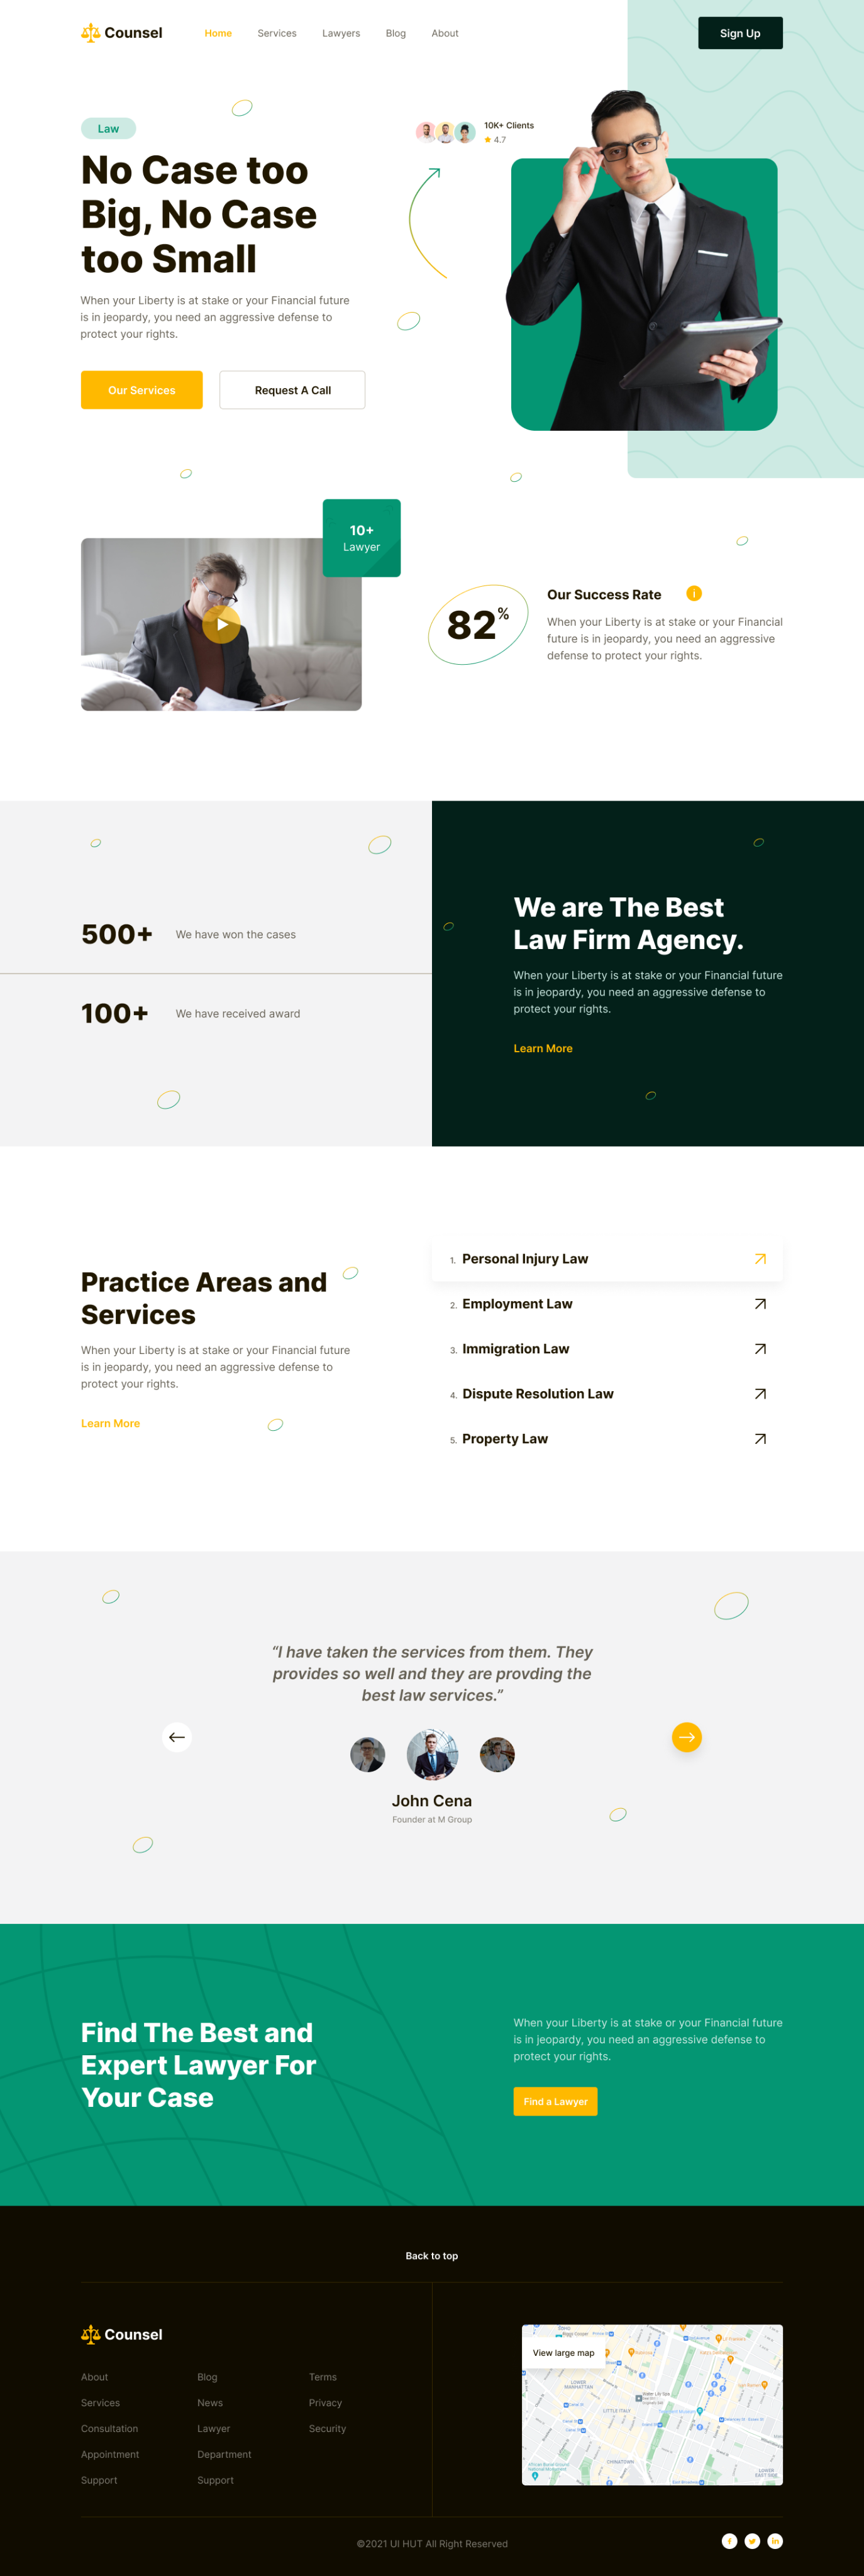 Counsel
Home
Services
Lawyers
Blog
About
Sign Up
Law
No Case too
Big, No Case
too Small
When your Liberty is at stake or your Financial future
is in jeopardy, you need an aggressive defense to
protect your rights.
Our Services
Request A Call
10K+ Clients
4.7
10+
Lawyer
82%
Our Success Rate
i
When your Liberty is at stake or your Financial
future is in jeopardy, you need an aggressive
defense to protect your rights.
500+
We have won the cases
100+
We have received award
We are The Best
Law Firm Agency.
When your Liberty is at stake or your Financial future
is in jeopardy, you need an aggressive defense to
protect your rights.
Learn More
Practice Areas and
Services
When your Liberty is at stake or your Financial future
is in jeopardy, you need an aggressive defense to
protect your rights.
Learn More
1. Personal Injury Law
2. Employment Law
3. Immigration Law
4. Dispute Resolution Law
5. Property Law
“I have taken the services from them. They
provides so well and they are provding the
best law services.”
John Cena
Founder at M Group
Find The Best and
Expert Lawyer For
Your Case
When your Liberty is at stake or your Financial future
is in jeopardy, you need an aggressive defense to
protect your rights.
Find a Lawyer
Back to top
Counsel
About
Services
Consultation
Appointment
Support
Blog
News
Lawyer
Department
Support
Terms
Privacy
Security
View large map
LOWER
MANHATTAN
LITTLE ITALY
CHINATOWN
LOWER
EAST SIDE
©2021 UI HUT All Right Reserved